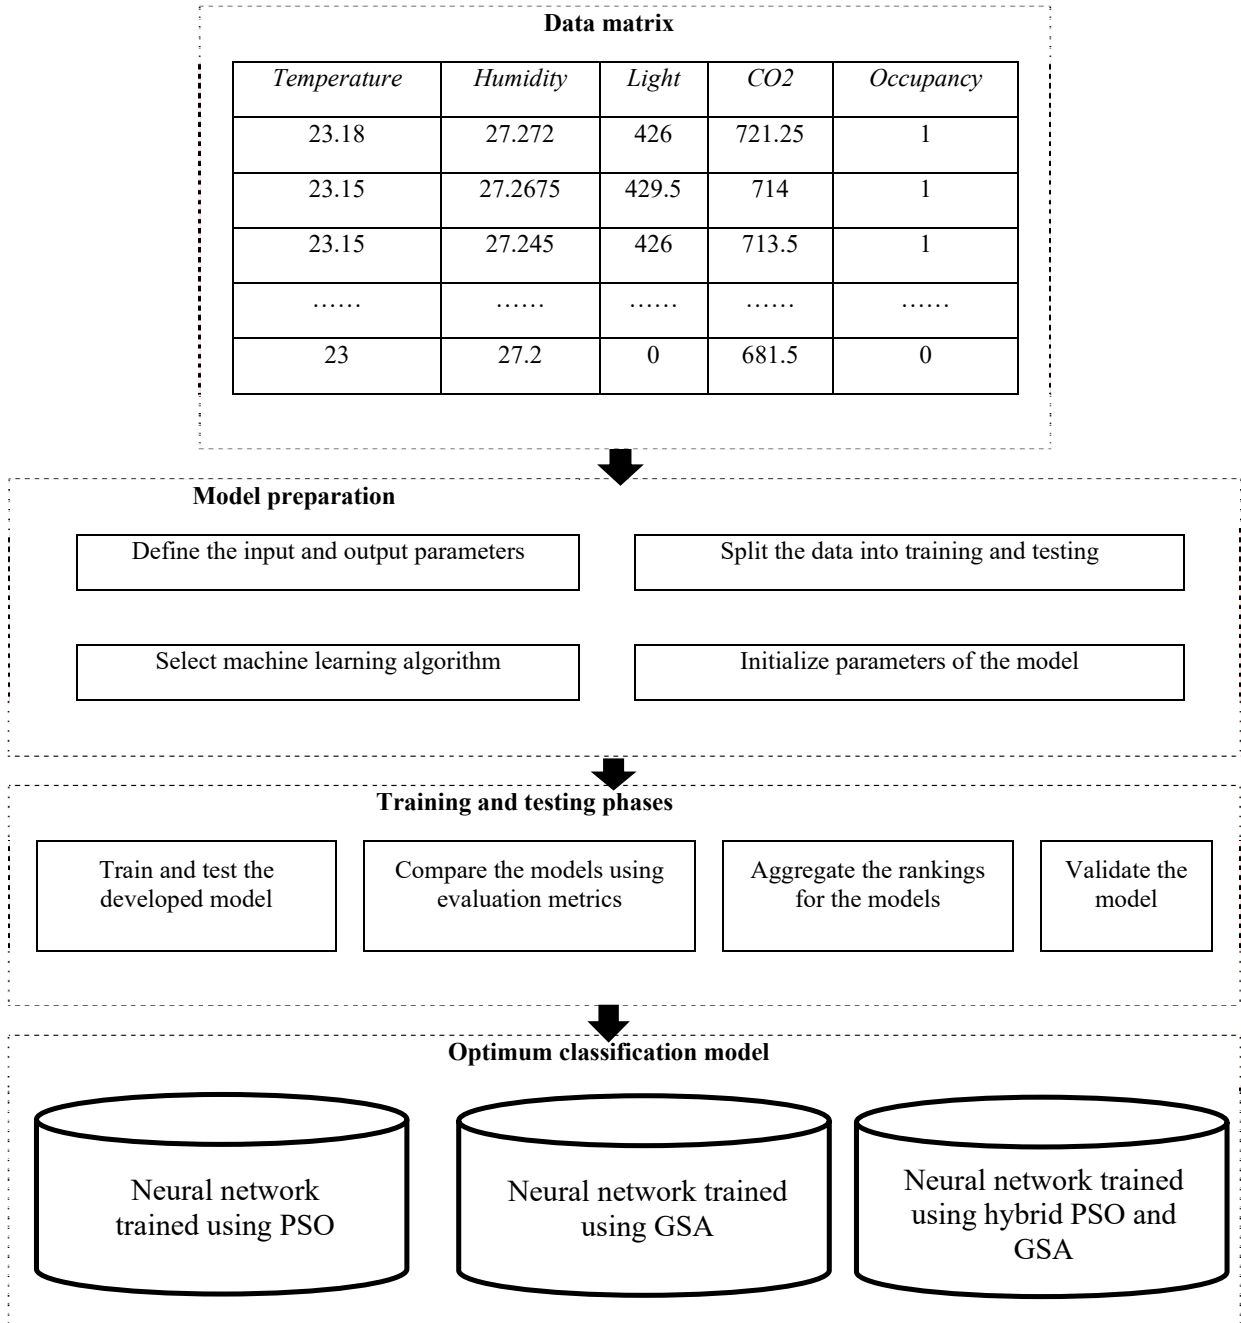 Data matrix
Temperature Humidity Light CO2 Occupancy
23.18 27.272 426 721.25 1
23.15 27.2675 429.5 714 1
23.15 27.245 426 713.5 1
…… …… …… …… ……
23 27.2 0 681.5 0
Model preparation
Define the input and output parameters
Split the data into training and testing
Select machine learning algorithm
Initialize parameters of the model
Training and testing phases
Train and test the
developed model
Compare the models using
evaluation metrics
Aggregate the rankings
for the models
Validate the
model
Optimum classification model
Neural network
trained using PSO
Neural network trained
using GSA
Neural network trained
using hybrid PSO and
GSA